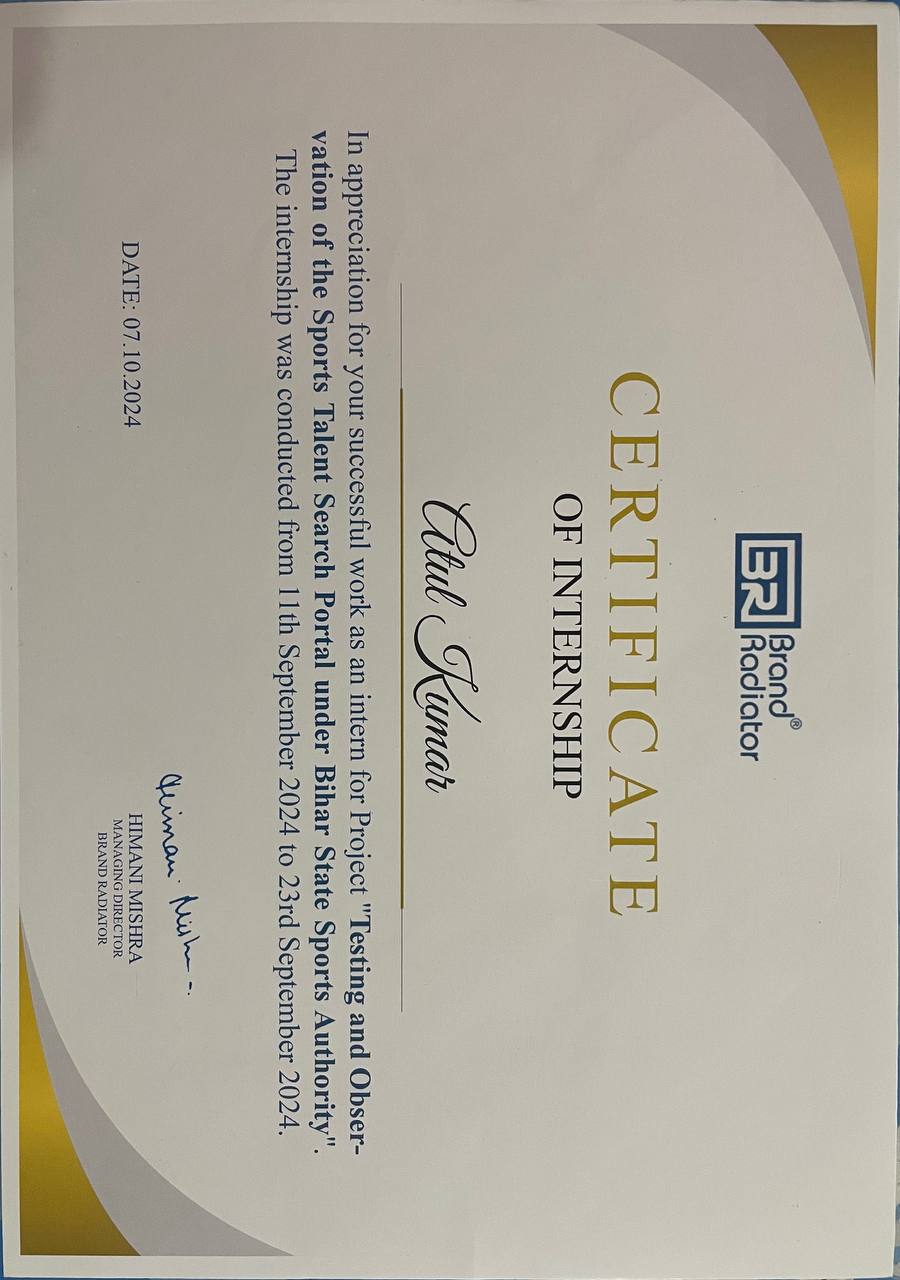 BR Brand®
Radiator
CERTIFICATE
OF INTERNSHIP
Atul Kumar
In appreciation for your successful work as an intern for Project "Testing and Obser-
vation of the Sports Talent Search Portal under Bihar State Sports Authority".
The internship was conducted from 11th September 2024 to 23rd September 2024.
DATE: 07.10.2024
Himani Mishra
HIMANI MISHRA
MANAGING DIRECTOR
BRAND RADIATOR